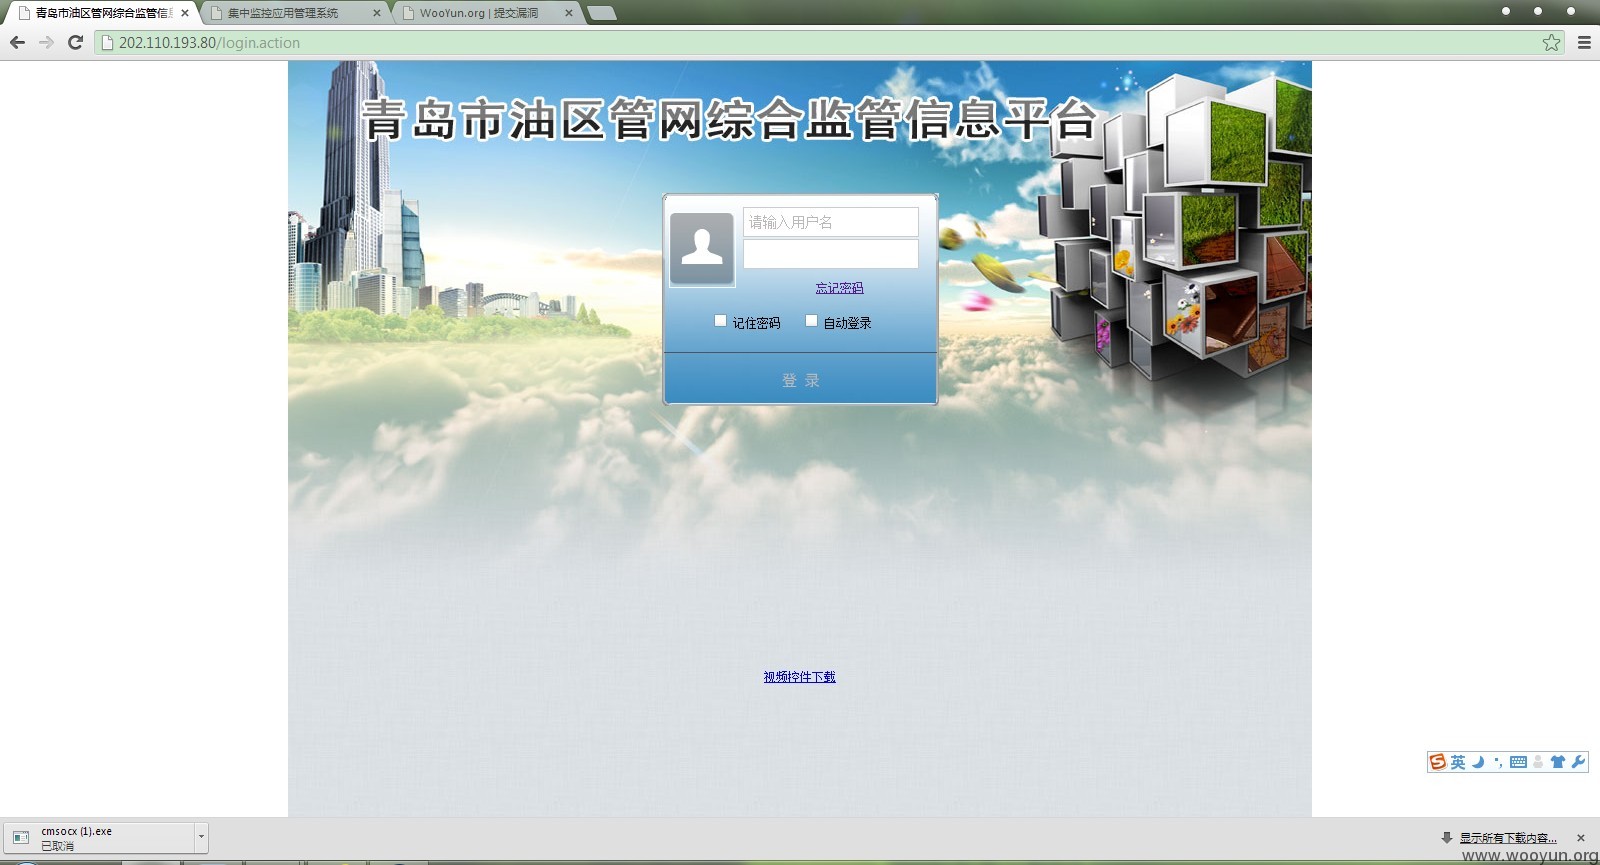 青岛市油区管网综合监管信息
集中监控应用管理系统
WooYun.org | 提交漏洞
202.110.193.80/login.action
青岛市油区管网综合监管信息平台
请输入用户名
忘记密码
记住密码 自动登录
登 录
视频控件下载
英
cmsocx (1).exe
已取消
显示所有下载内容...
www.wooyun.org